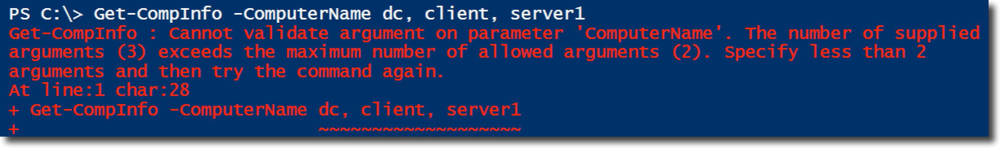 PS C:\> Get-CompInfo -ComputerName dc, client, server1
Get-CompInfo : Cannot validate argument on parameter 'ComputerName'. The number of supplied
arguments (3) exceeds the maximum number of allowed arguments (2). Specify less than 2
arguments and then try the command again.
At line:1 char:28
+ Get-CompInfo -ComputerName dc, client, server1
+                            ~~~~~~~~~~~~~~~~~~~